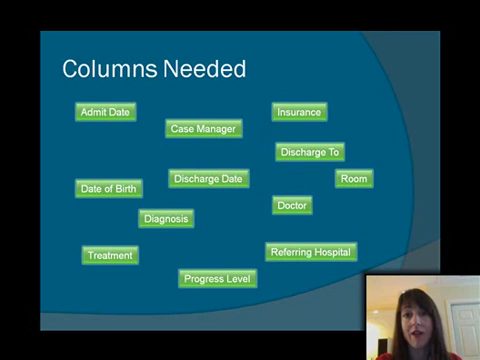 Columns Needed
Admit Date
Insurance
Case Manager
Discharge To
Discharge Date
Room
Date of Birth
Doctor
Diagnosis
Treatment
Referring Hospital
Progress Level